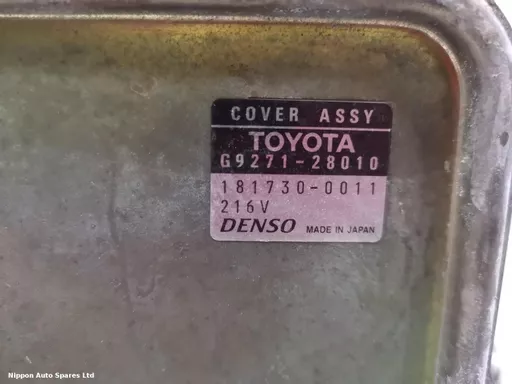 COVER ASSY
TOYOTA
G9271-28010
181730-0011
216V
DENSO MADE IN JAPAN
Nippon Auto Spares Ltd